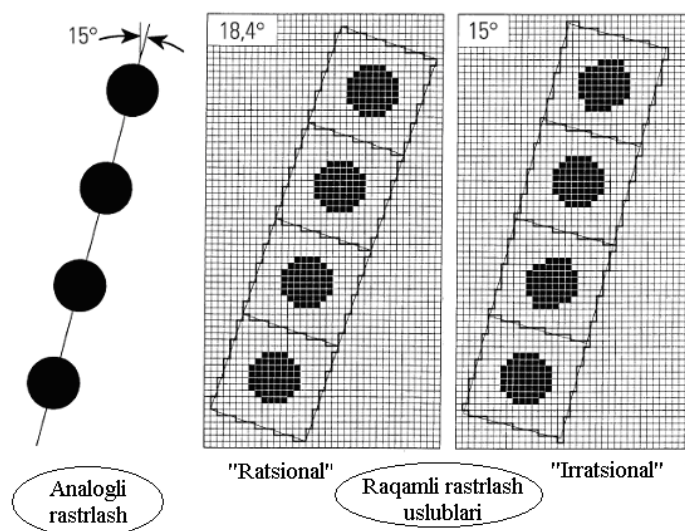 15°
18,4°
15°
"Ratsional"
"Irratsional"
Analogli
rastrlash
Raqamli rastrlash
uslublari